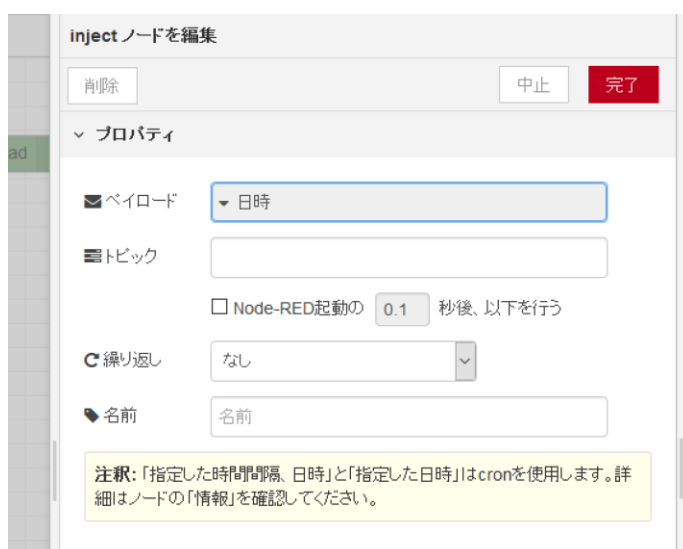 inject ノードを編集
削除
中止
完了
プロパティ
ad
ペイロード
日時
トピック
Node-RED起動の 0.1 秒後、以下を行う
繰り返し
なし
名前
名前
注釈:「指定した時間間隔、日時」と「指定した日時」はcronを使用します。詳
細はノードの「情報」を確認してください。